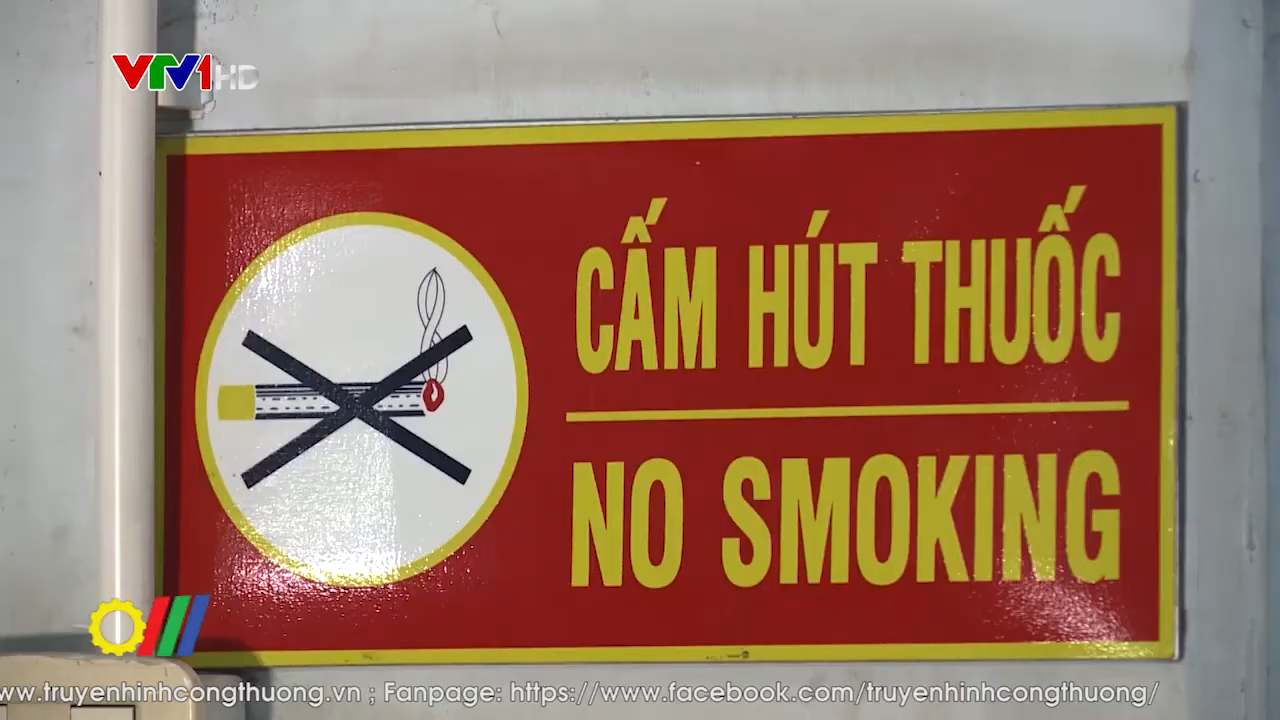 VTV1 HD
CẤM HÚT THUỐC
NO SMOKING
www.truyenhinhcongthuong.vn ; Fanpage: https://www.facebook.com/truyenhinhcongthuong/